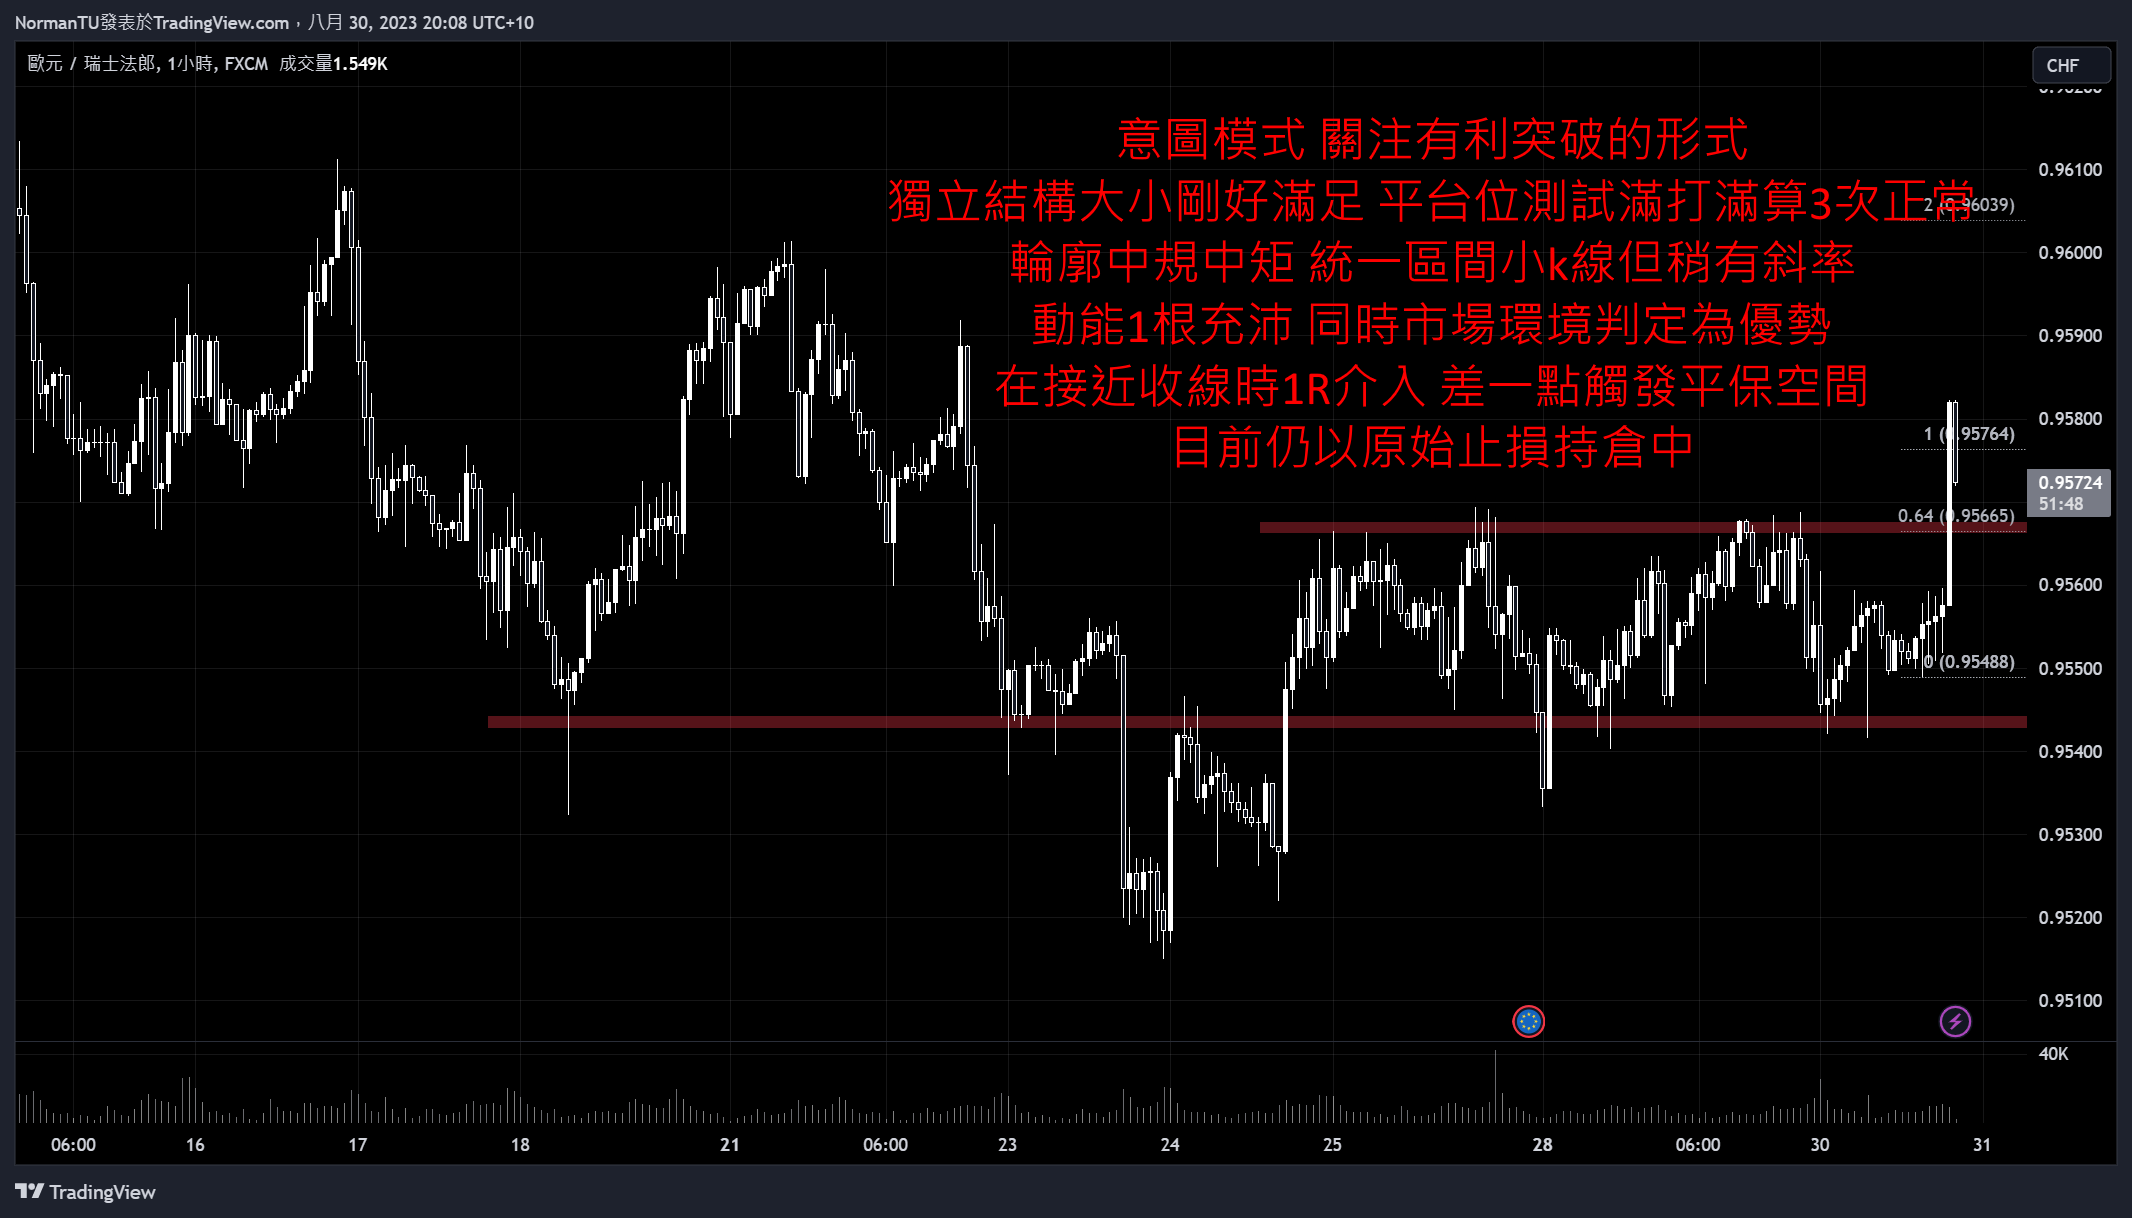 NormanTU發表於TradingView.com，八月 30, 2023 20:08 UTC+10
歐元 / 瑞士法郎, 1小時, FXCM 成交量1.549K
CHF
意圖模式 關注有利突破的形式
獨立結構大小剛好滿足 平台位測試滿打滿算3次正常
輪廓中規中矩 統一區間小k線但稍有斜率
動能1根充沛 同時市場環境判定為優勢
在接近收線時1R介入 差一點觸發平保空間
目前仍以原始止損持倉中
2 (0.96039)
1 (0.95764)
0.64 (0.95665)
0 (0.95488)
0.96100
0.96000
0.95900
0.95800
0.95724
51:48
0.95600
0.95500
0.95400
0.95300
0.95200
0.95100
40K
06:00 16 17 18 21 06:00 23 24 25 28 06:00 30 31
TradingView